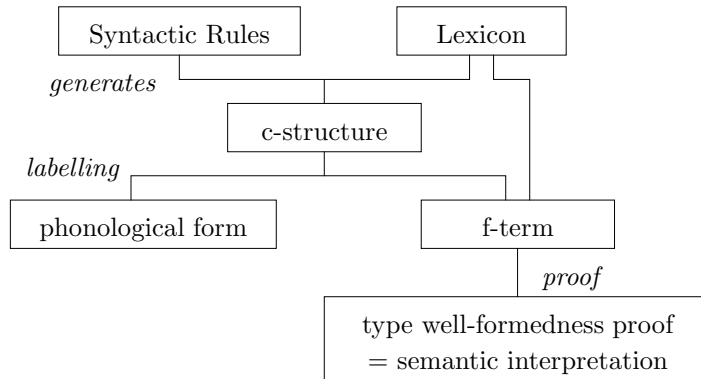 Syntactic Rules
Lexicon
generates
c-structure
labelling
phonological form
f-term
proof
type well-formedness proof
= semantic interpretation